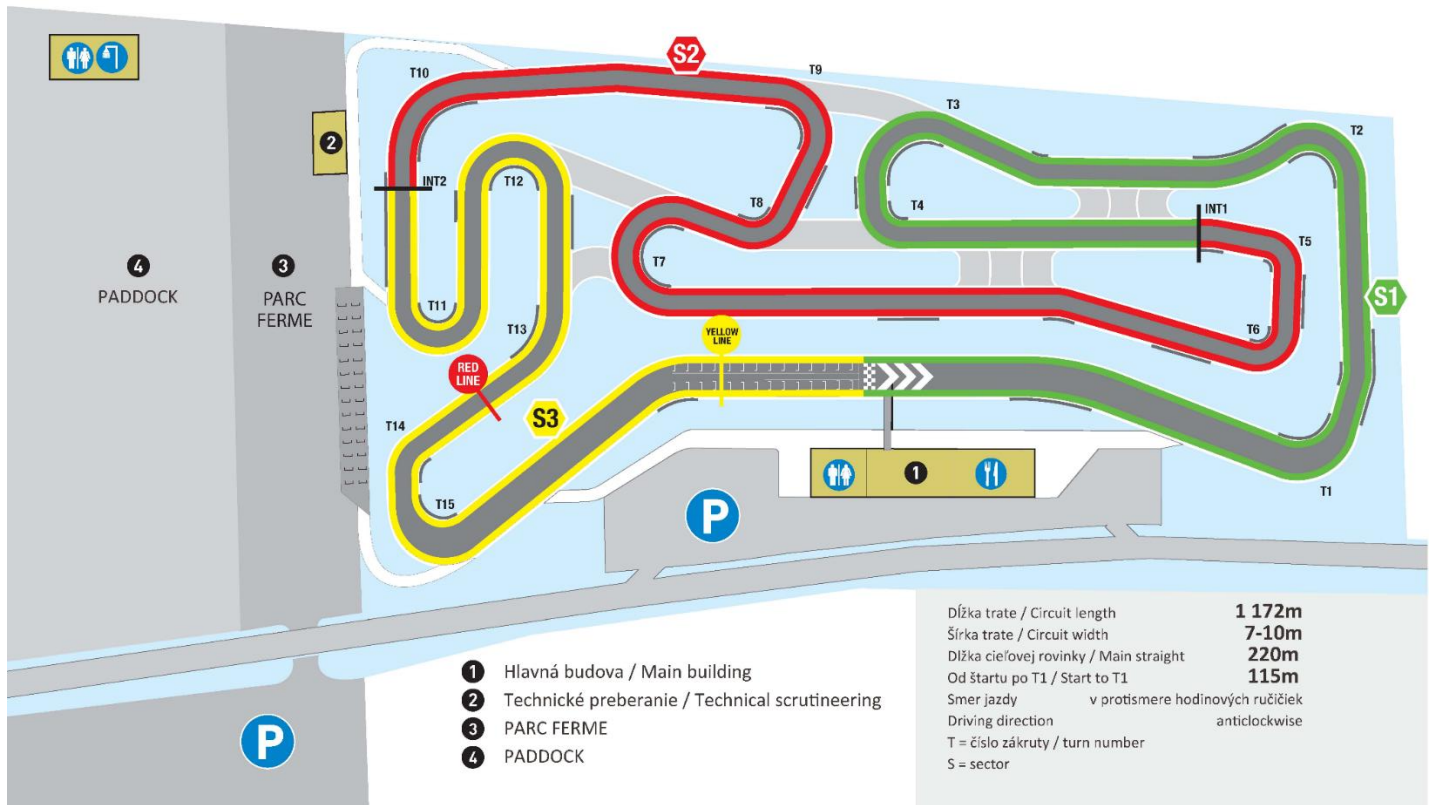 S2
T10
T9
T3
T2
2
INT2
T12
T8
T4
INT1
T5
4
PADDOCK
3
PARC
FERME
T7
S1
T11
T13
YELLOW
LINE
T6
RED
LINE
S3
T14
T15
1
T1
P
P
1 Hlavná budova / Main building
2 Technické preberanie / Technical scrutineering
3 PARC FERME
4 PADDOCK
Dĺžka trate / Circuit length 1 172m
Šírka trate / Circuit width 7-10m
Dlžka cieľovej rovinky / Main straight 220m
Od štartu po T1 / Start to T1 115m
Smer jazdy v protismere hodinových ručičiek
Driving direction anticlockwise
T = číslo zákruty / turn number
S = sector